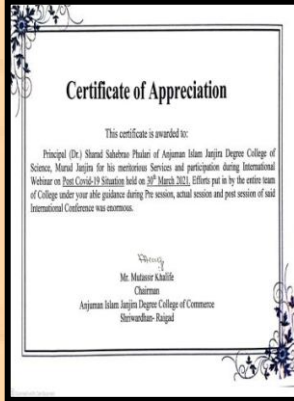 Certificate of Appreciation
This certificate is awarded to:
Principal (Dr.) Sharad Sahebrao Phalari of Anjuman Islam Janjira Degree College of
Science, Murud Janjira for his meritorious Services and participation during International
Webinar on Post Covid-19 Situation held on 30th March 2021. Efforts put in by the entire team
of College under your able guidance during Pre session, actual session and post session of said
International Conference was enormous.
Mr. Mutassir Khalife
Chairman
Anjuman Islam Janjira Degree College of Commerce
Shriwardhan- Raigad